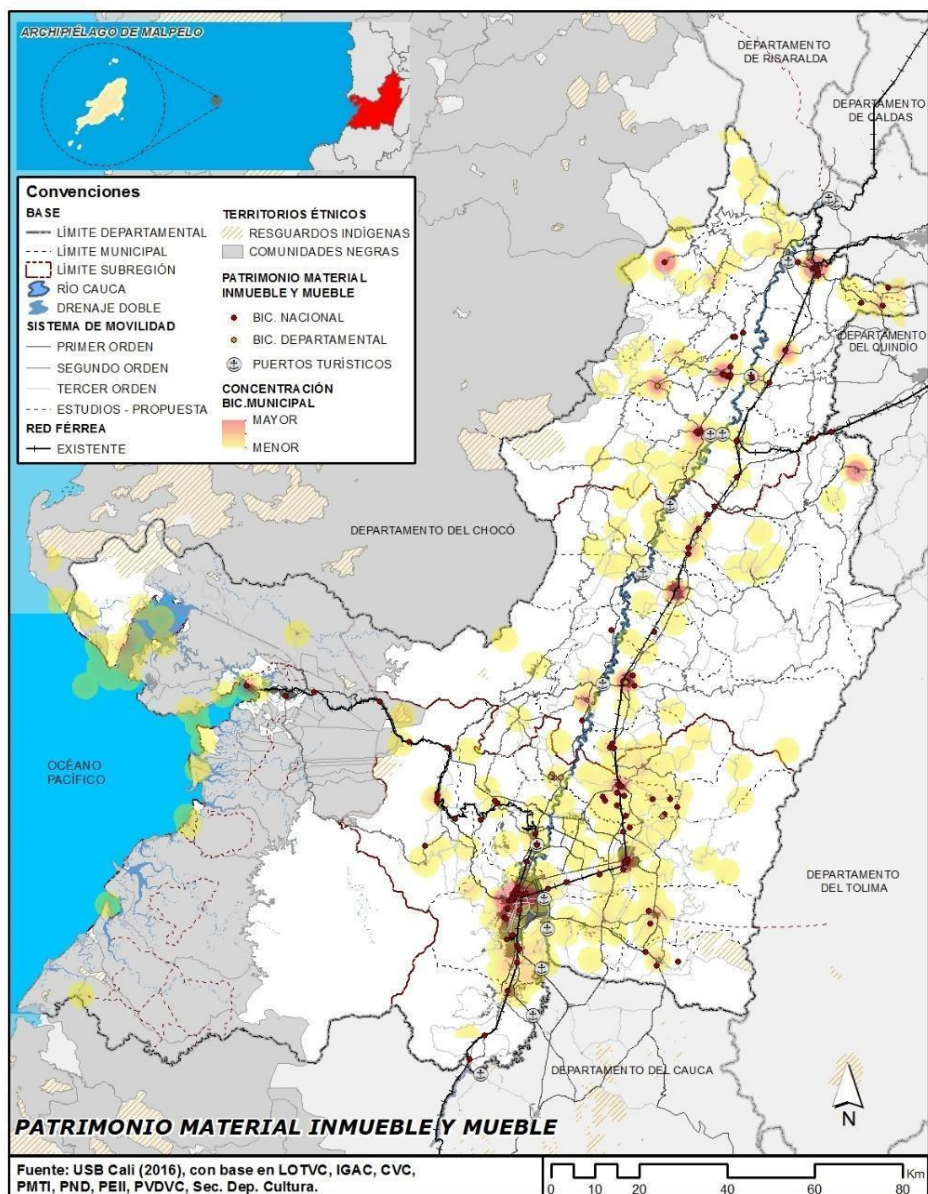 ARCHIPIÉLAGO DE MALPELO
DEPARTAMENTO
DE RISARALDA
DEPARTAMENTO
DE CALDAS
Convenciones
BASE
LÍMITE DEPARTAMENTAL
LÍMITE MUNICIPAL
LÍMITE SUBREGIÓN
RÍO CAUCA
DRENAJE DOBLE
SISTEMA DE MOVILIDAD
PRIMER ORDEN
SEGUNDO ORDEN
TERCER ORDEN
ESTUDIOS - PROPUESTA
RED FÉRREA
EXISTENTE
TERRITORIOS ÉTNICOS
RESGUARDOS INDÍGENAS
COMUNIDADES NEGRAS
PATRIMONIO MATERIAL
INMUEBLE Y MUEBLE
BIC. NACIONAL
BIC. DEPARTAMENTAL
PUERTOS TURÍSTICOS
CONCENTRACIÓN
BIC.MUNICIPAL
MAYOR
MENOR
DEPARTAMENTO
DEL QUINDÍO
DEPARTAMENTO DEL CHOCÓ
OCÉANO
PACÍFICO
DEPARTAMENTO
DEL TOLIMA
DEPARTAMENTO DEL CAUCA
N
PATRIMONIO MATERIAL INMUEBLE Y MUEBLE
Fuente: USB Cali (2016), con base en LOTVC, IGAC, CVC,
PMTI, PND, PEII, PVDVC, Sec. Dep. Cultura.
Km
0 10 20 40 60 80